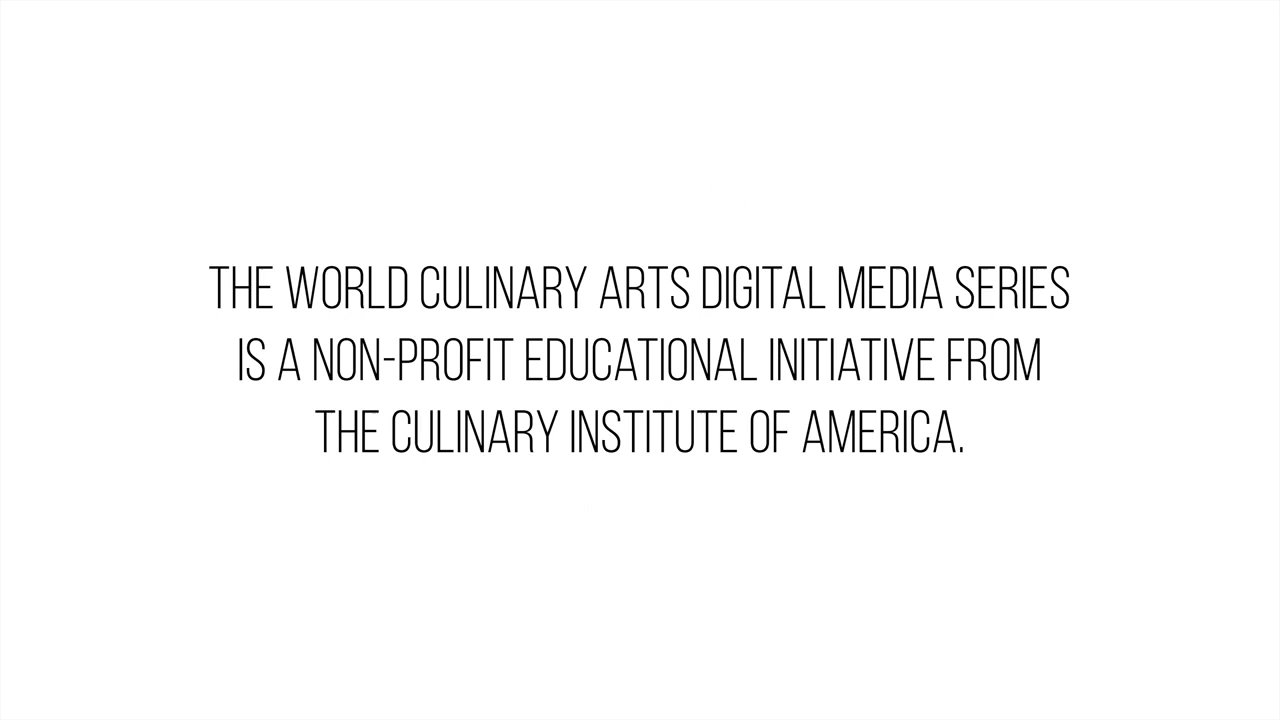 THE WORLD CULINARY ARTS DIGITAL MEDIA SERIES
IS A NON-PROFIT EDUCATIONAL INITIATIVE FROM
THE CULINARY INSTITUTE OF AMERICA.